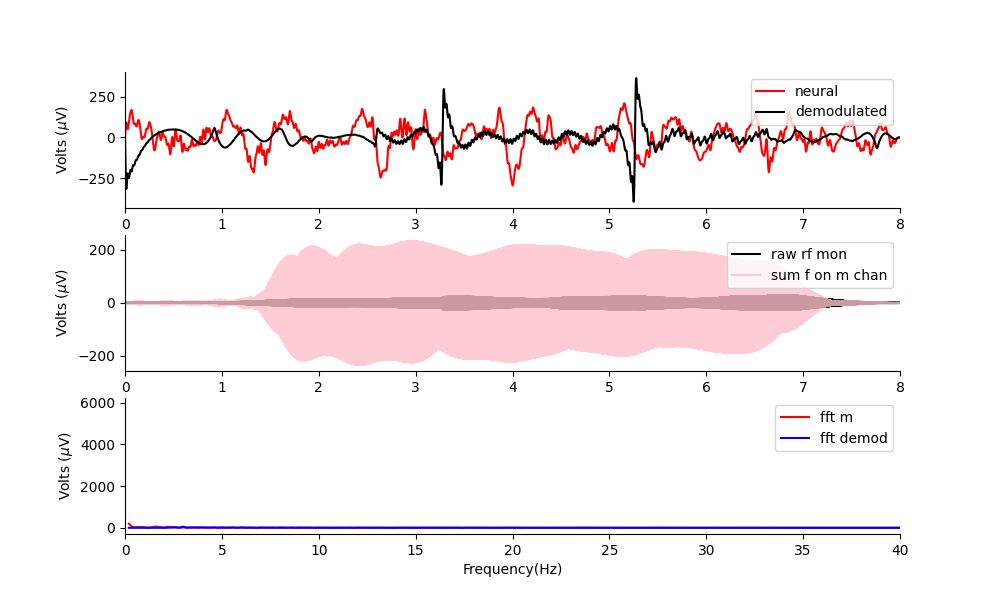 250
0
−250
Volts (μV)
neural
demodulated
0 1 2 3 4 5 6 7 8
200
0
−200
Volts (μV)
raw rf mon
sum f on m chan
0 1 2 3 4 5 6 7 8
6000
4000
2000
0
Volts (μV)
fft m
fft demod
0 5 10 15 20 25 30 35 40
Frequency(Hz)